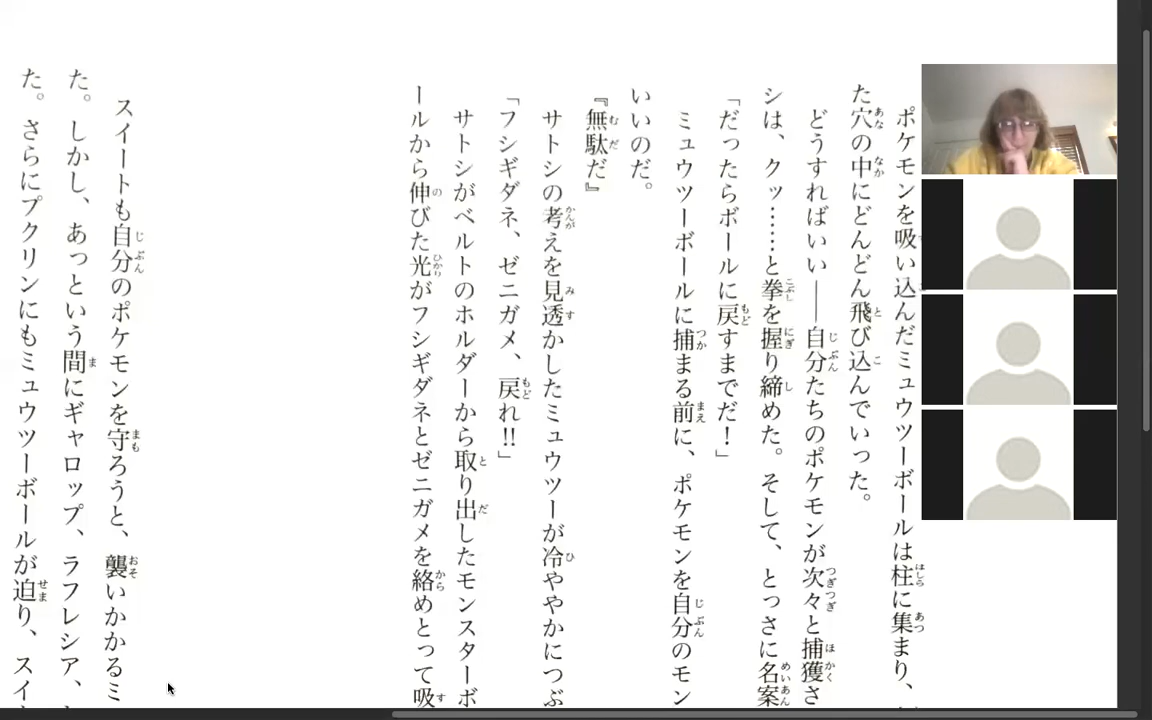 ポケモンを吸い込んだミュウツーボールは柱に集まり、
た穴の中にどんどん飛び込んでいった。
どうすればいい――自分たちのポケモンが次々と捕獲さ
シは、クッ……と拳を握り締めた。そして、とっさに名案
「だったらボールに戻すまでだ！」
ミュウツーボールに捕まる前に、ポケモンを自分のモン
いいのだ。
『無駄だ』
サトシの考えを見透かしたミュウツーが冷ややかにつぶ
「フシギダネ、ゼニガメ、戻れ!!」
サトシがベルトのホルダーから取り出したモンスターボ
ールから伸びた光がフシギダネとゼニガメを絡めとって吸
スイートも自分のポケモンを守ろうと、襲いかかるミ
た。しかし、あっという間にギャロップ、ラフレシア、
た。さらにプクリンにもミュウツーボールが迫り、スイ